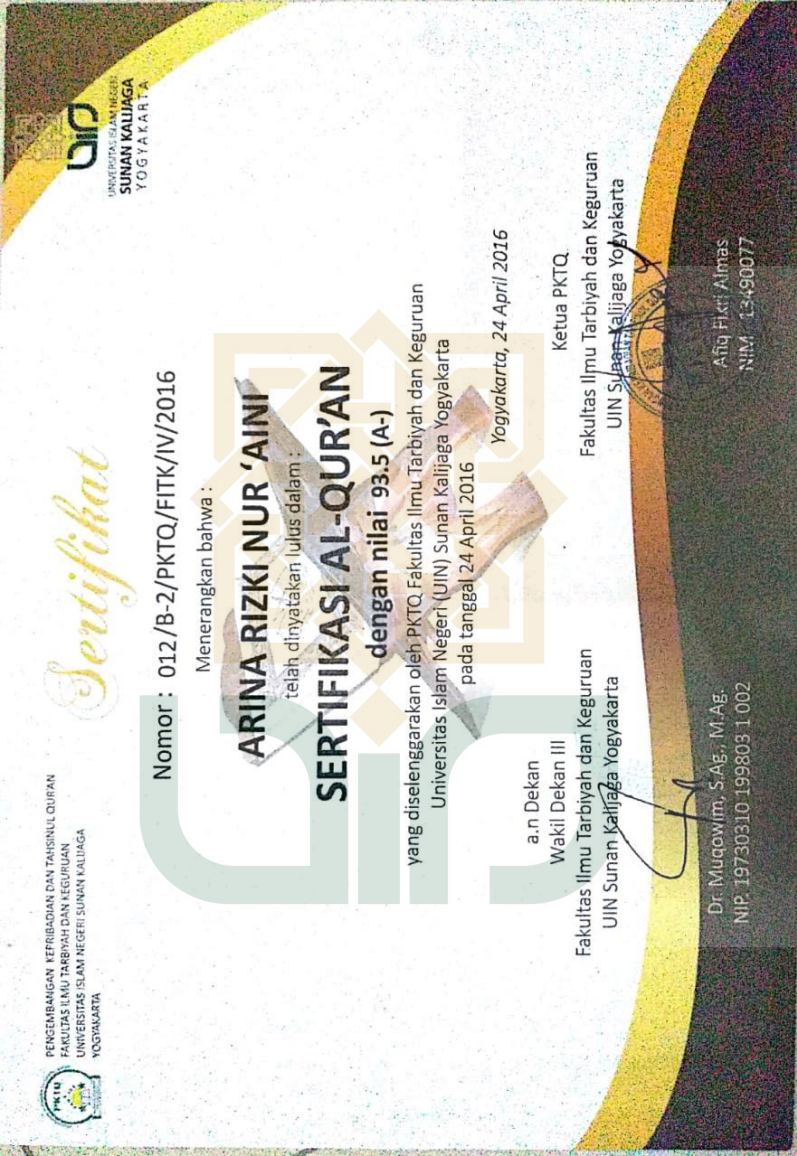 PKTQ
PENGEMBANGAN KEPRIBADIAN DAN TAHSINUL QUR'AN
FAKULTAS ILMU TARBIYAH DAN KEGURUAN
UNIVERSITAS ISLAM NEGERI SUNAN KALIJAGA
YOGYAKARTA
UNIVERSITAS ISLAM NEGERI
SUNAN KALIJAGA
YOGYAKARTA
Sertifikat
Nomor : 012/B-2/PKTQ/FITK/IV/2016
Menerangkan bahwa :
ARINA RIZKI NUR ‘AINI
telah dinyatakan lulus dalam :
SERTIFIKASI AL-QUR’AN
dengan nilai 93.5 (A-)
yang diselenggarakan oleh PKTQ Fakultas Ilmu Tarbiyah dan Keguruan
Universitas Islam Negeri (UIN) Sunan Kalijaga Yogyakarta
pada tanggal 24 April 2016
Yogyakarta, 24 April 2016
a.n Dekan
Wakil Dekan III
Fakultas Ilmu Tarbiyah dan Keguruan
UIN Sunan Kalijaga Yogyakarta
Dr. Muqowim, S.Ag., M.Ag.
NIP. 19730310 199803 1 002
Ketua PKTQ
Fakultas Ilmu Tarbiyah dan Keguruan
UIN Sunan Kalijaga Yogyakarta
Afiq Fikri Almas
NIM : 13490077